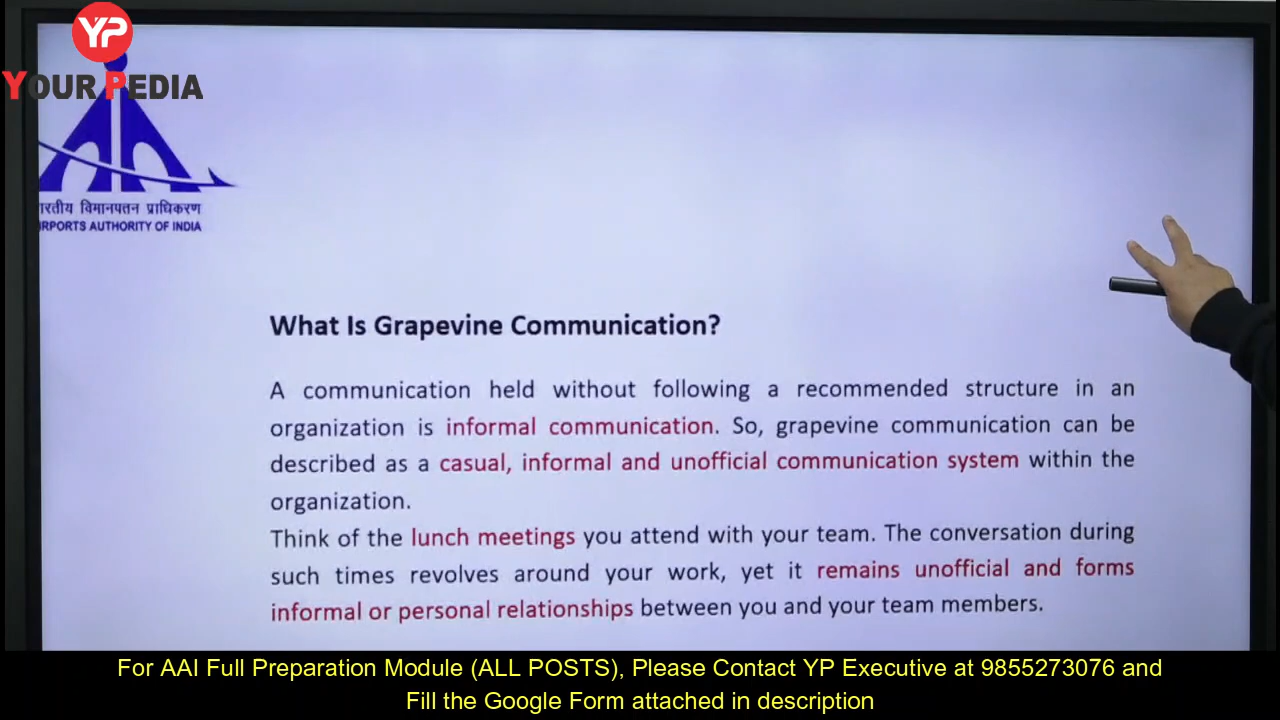 YP
YOUR PEDIA
रतीय विमानपत्तन प्राधिकरण
RPORTS AUTHORITY OF INDIA
What Is Grapevine Communication?
A communication held without following a recommended structure in an
organization is informal communication. So, grapevine communication can be
described as a casual, informal and unofficial communication system within the
organization.
Think of the lunch meetings you attend with your team. The conversation during
such times revolves around your work, yet it remains unofficial and forms
informal or personal relationships between you and your team members.
For AAI Full Preparation Module (ALL POSTS), Please Contact YP Executive at 9855273076 and
Fill the Google Form attached in description